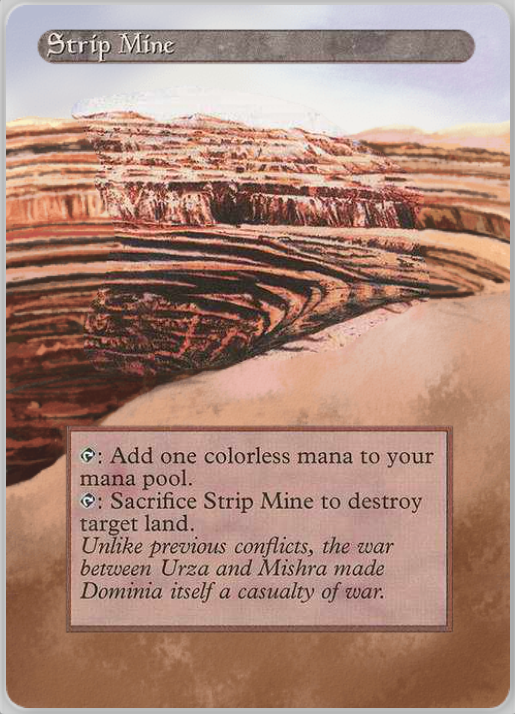 Strip Mine
: Add one colorless mana to your
mana pool.
: Sacrifice Strip Mine to destroy
target land.
Unlike previous conflicts, the war
between Urza and Mishra made
Dominia itself a casualty of war.